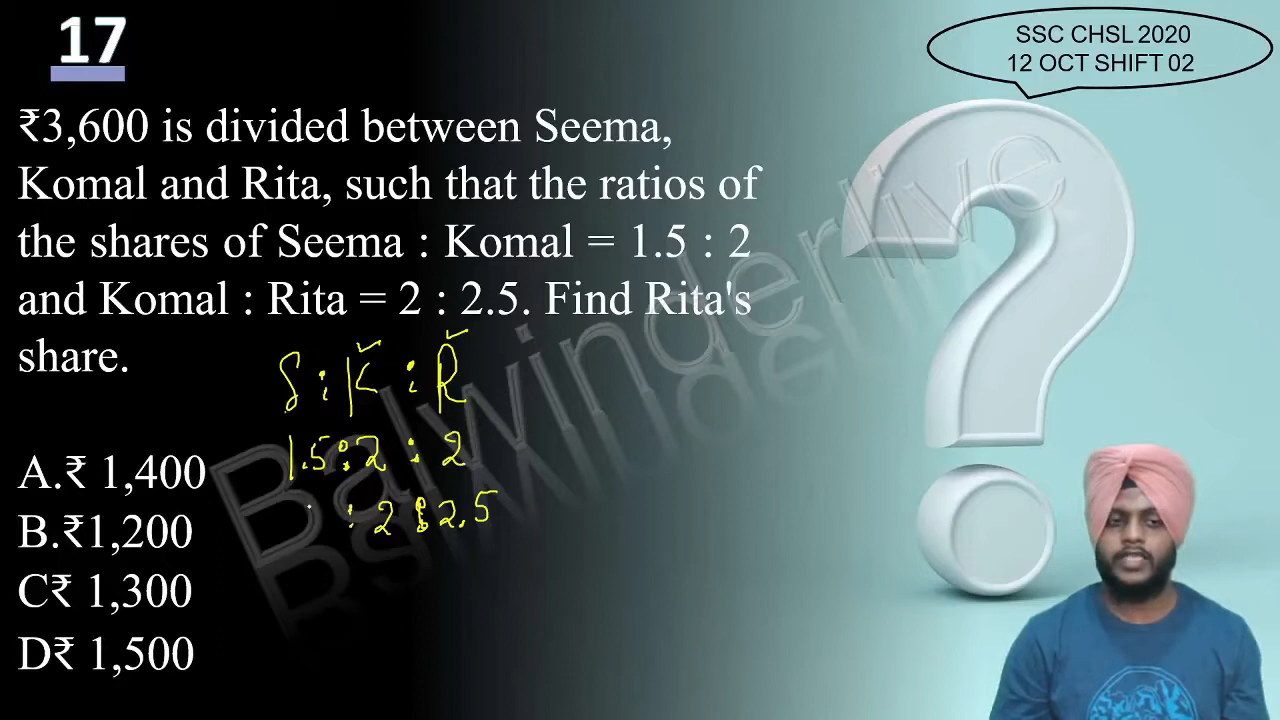 17
SSC CHSL 2020
12 OCT SHIFT 02
₹3,600 is divided between Seema,
Komal and Rita, such that the ratios of
the shares of Seema : Komal = 1.5 : 2
and Komal : Rita = 2 : 2.5. Find Rita's
share.
S : K : R
1.5 : 2 : 2
: 2 : 2.5
A.₹ 1,400
B.₹1,200
C₹ 1,300
D₹ 1,500
Balwinderlive